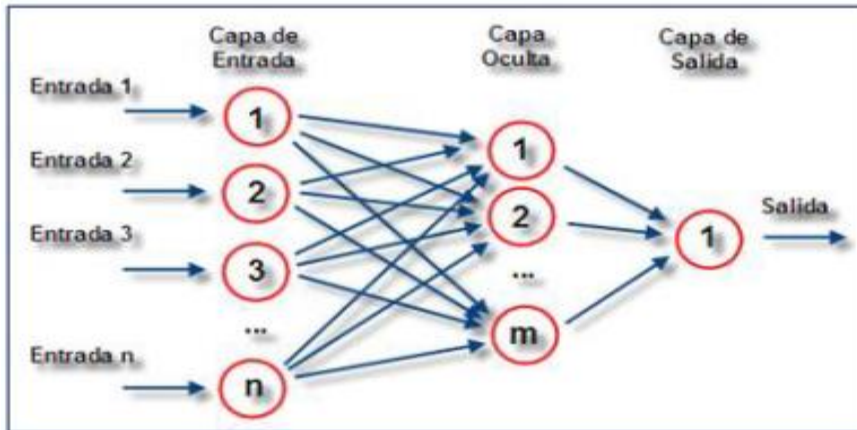 Capa de
Entrada
Capa
Oculta
Capa de
Salida
Entrada 1
1
Entrada 2
2
Entrada 3
3
...
Entrada n
n
1
2
...
m
1
Salida